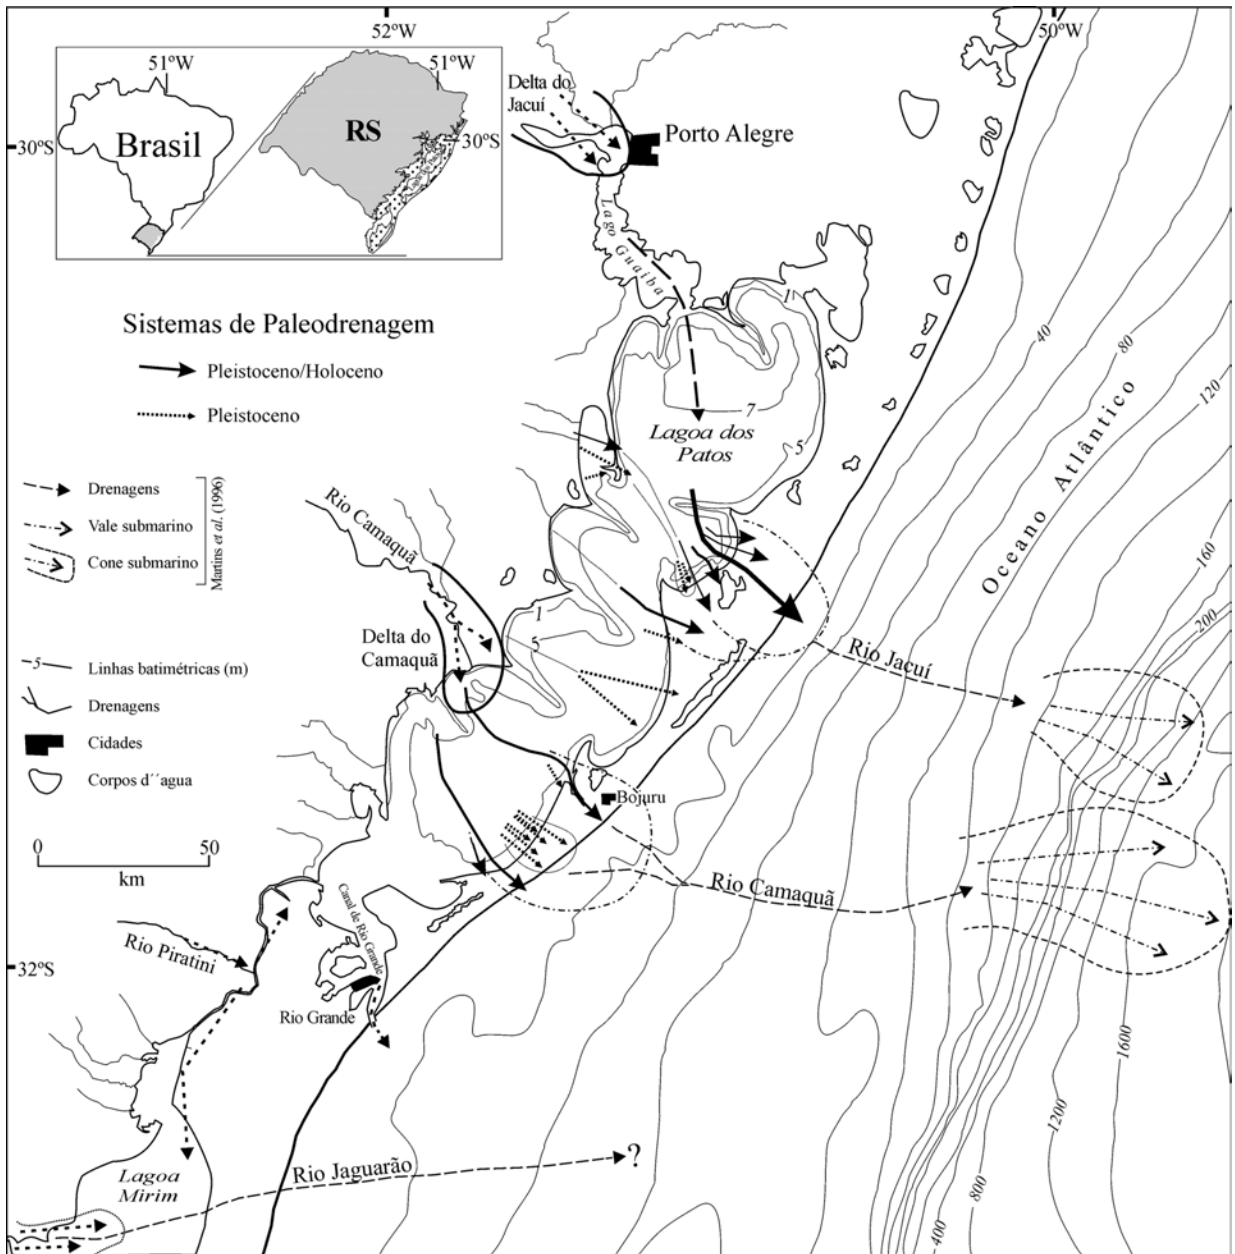 52ºW
50ºW
51ºW
51ºW
Brasil
RS
30ºS
30ºS
Delta do
Jacuí
Porto Alegre
Lago Guaíba
1
40
80
120
Sistemas de Paleodrenagem
Pleistoceno/Holoceno
Pleistoceno
7
Lagoa dos
Patos
5
Oceano Atlântico
Drenagens
Vale submarino
Cone submarino
Martins et al. (1996)
Rio Camaquã
160
200
1
5
Delta do
Camaquã
Rio Jacuí
5
Linhas batimétricas (m)
Drenagens
Cidades
Corpos d´´agua
Bojuru
0
50
km
Rio Camaquã
Canal de Rio Grande
Rio Piratini
32ºS
Rio Grande
1600
1200
800
400
?
Rio Jaguarão
Lagoa
Mirim